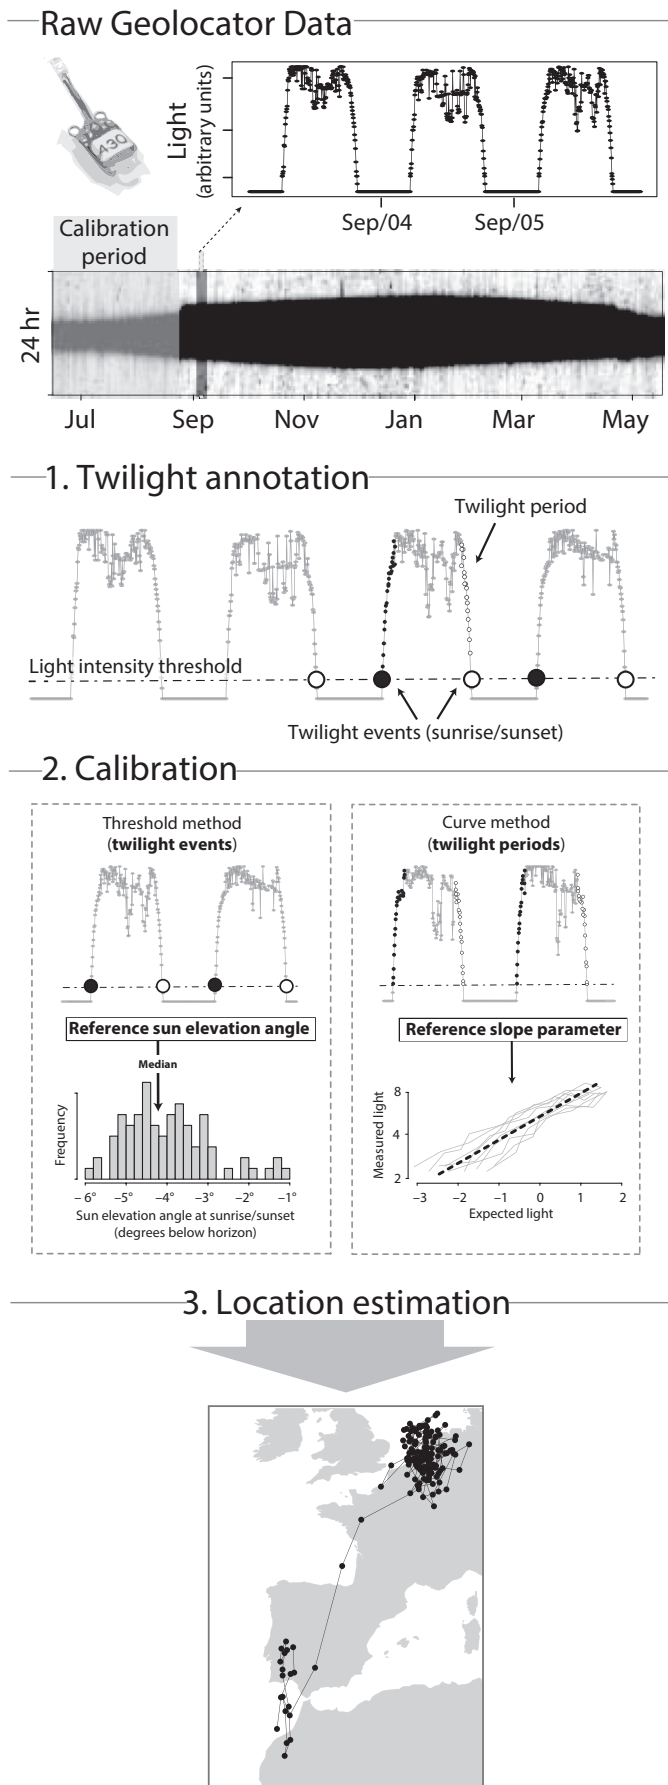 Raw Geolocator Data
430
Light
(arbitrary units)
Sep/04
Sep/05
Calibration
period
24 hr
Jul
Sep
Nov
Jan
Mar
May
1. Twilight annotation
Twilight period
Light intensity threshold
Twilight events (sunrise/sunset)
2. Calibration
Threshold method
(twilight events)
Reference sun elevation angle
Median
Frequency
–6°
–5°
–4°
–3°
–2°
–1°
Sun elevation angle at sunrise/sunset
(degrees below horizon)
Curve method
(twilight periods)
Reference slope parameter
Measured light
8
4
2
–3
–2
–1
0
1
2
Expected light
3. Location estimation